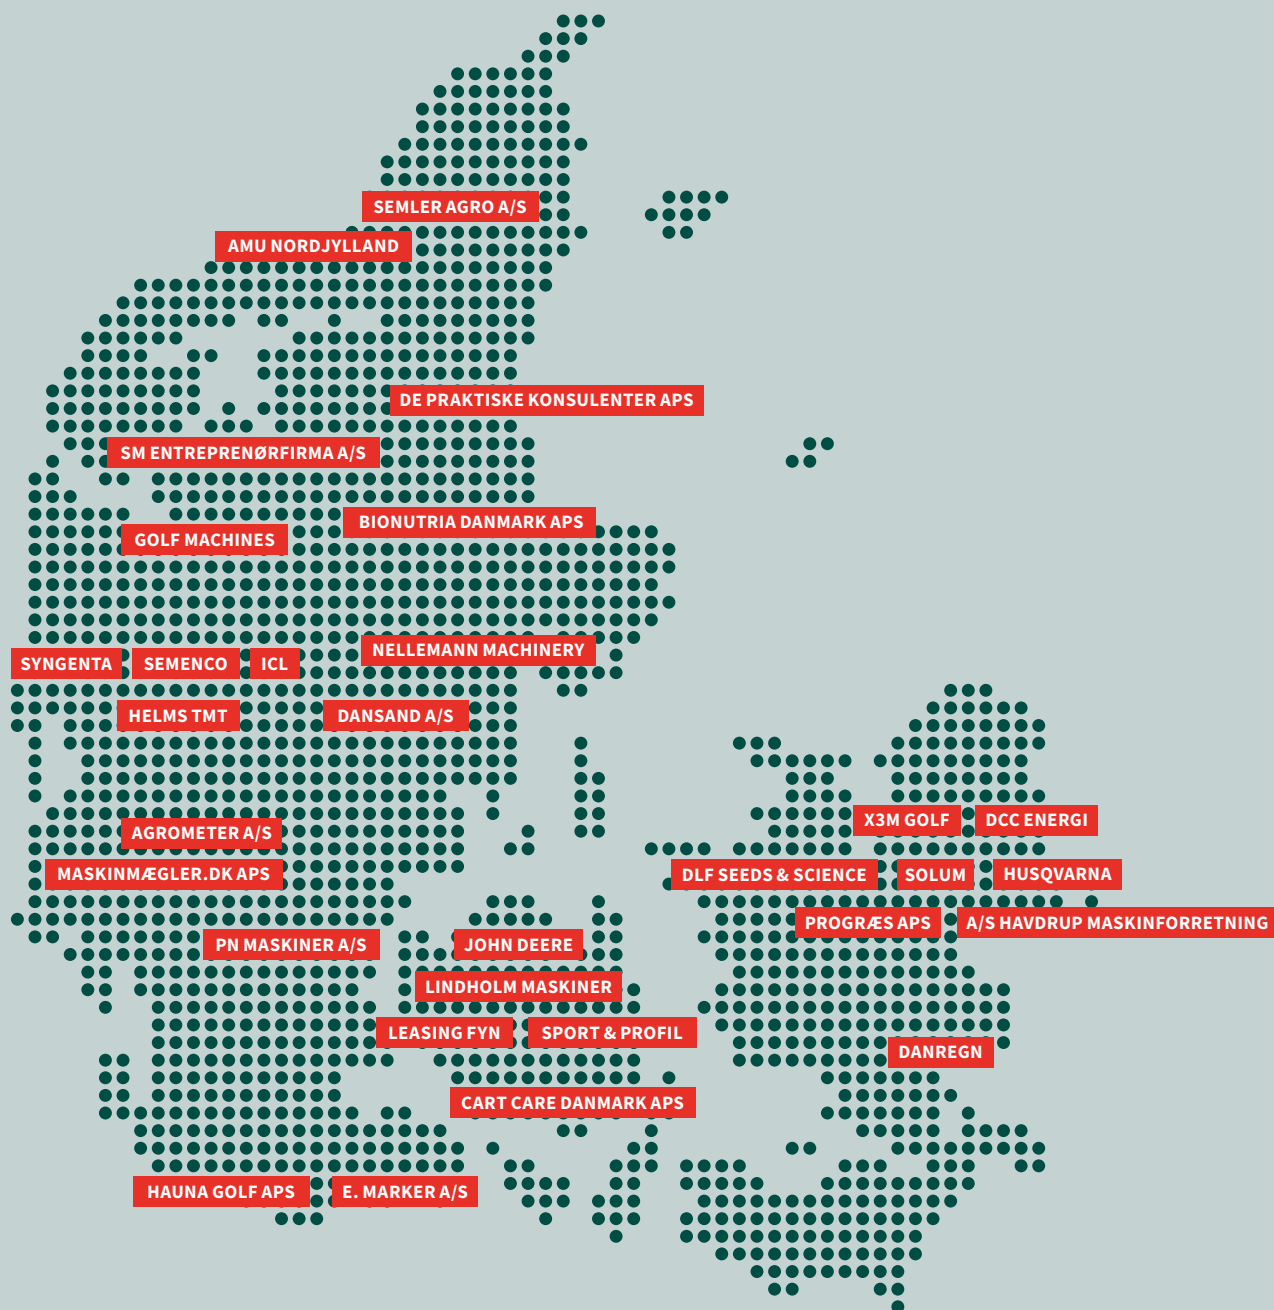 SEMLER AGRO A/S
AMU NORDJYLLAND
DE PRAKTISKE KONSULENTER APS
SM ENTREPRENØRFIRMA A/S
BIONUTRIA DANMARK APS
GOLF MACHINES
NELLEMANN MACHINERY
SYNGENTA
SEMENCO
ICL
HELMS TMT
DANSAND A/S
X3M GOLF
DCC ENERGI
AGROMETER A/S
MASKINMÆGLER.DK APS
DLF SEEDS & SCIENCE
SOLUM
HUSQVARNA
PROGRÆS APS
A/S HAVDRUP MASKINFORRETNING
PN MASKINER A/S
JOHN DEERE
LINDHOLM MASKINER
LEASING FYN
SPORT & PROFIL
DANREGN
CART CARE DANMARK APS
HAUNA GOLF APS
E. MARKER A/S